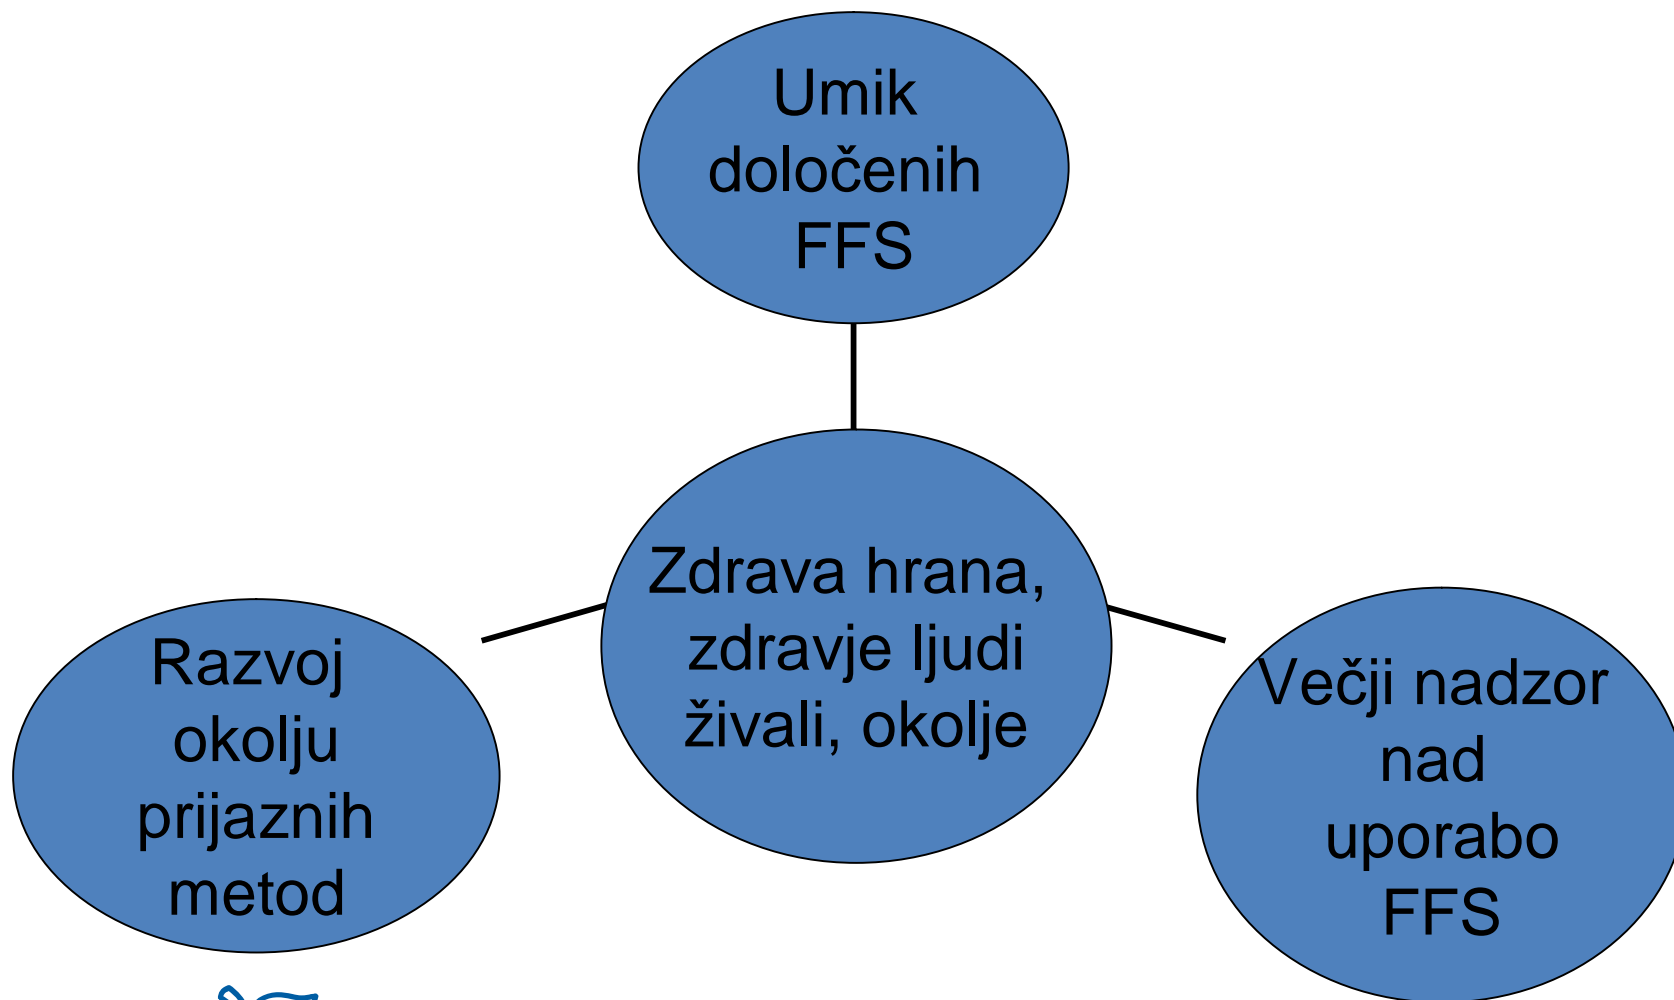 Umik
določenih
FFS
Zdrava hrana,
zdravje ljudi
živali, okolje
Razvoj
okolju
prijaznih
metod
Večji nadzor
nad
uporabo
FFS